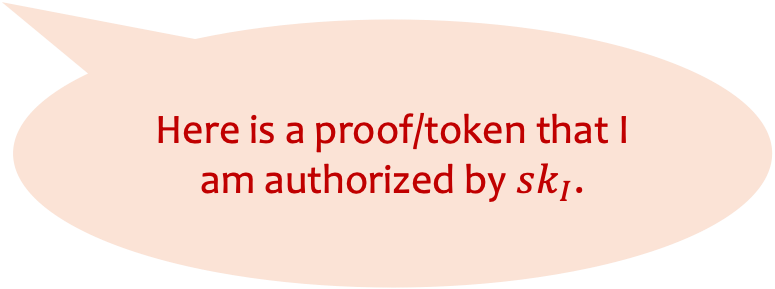 Here is a proof/token that I
am authorized by $sk_I$.